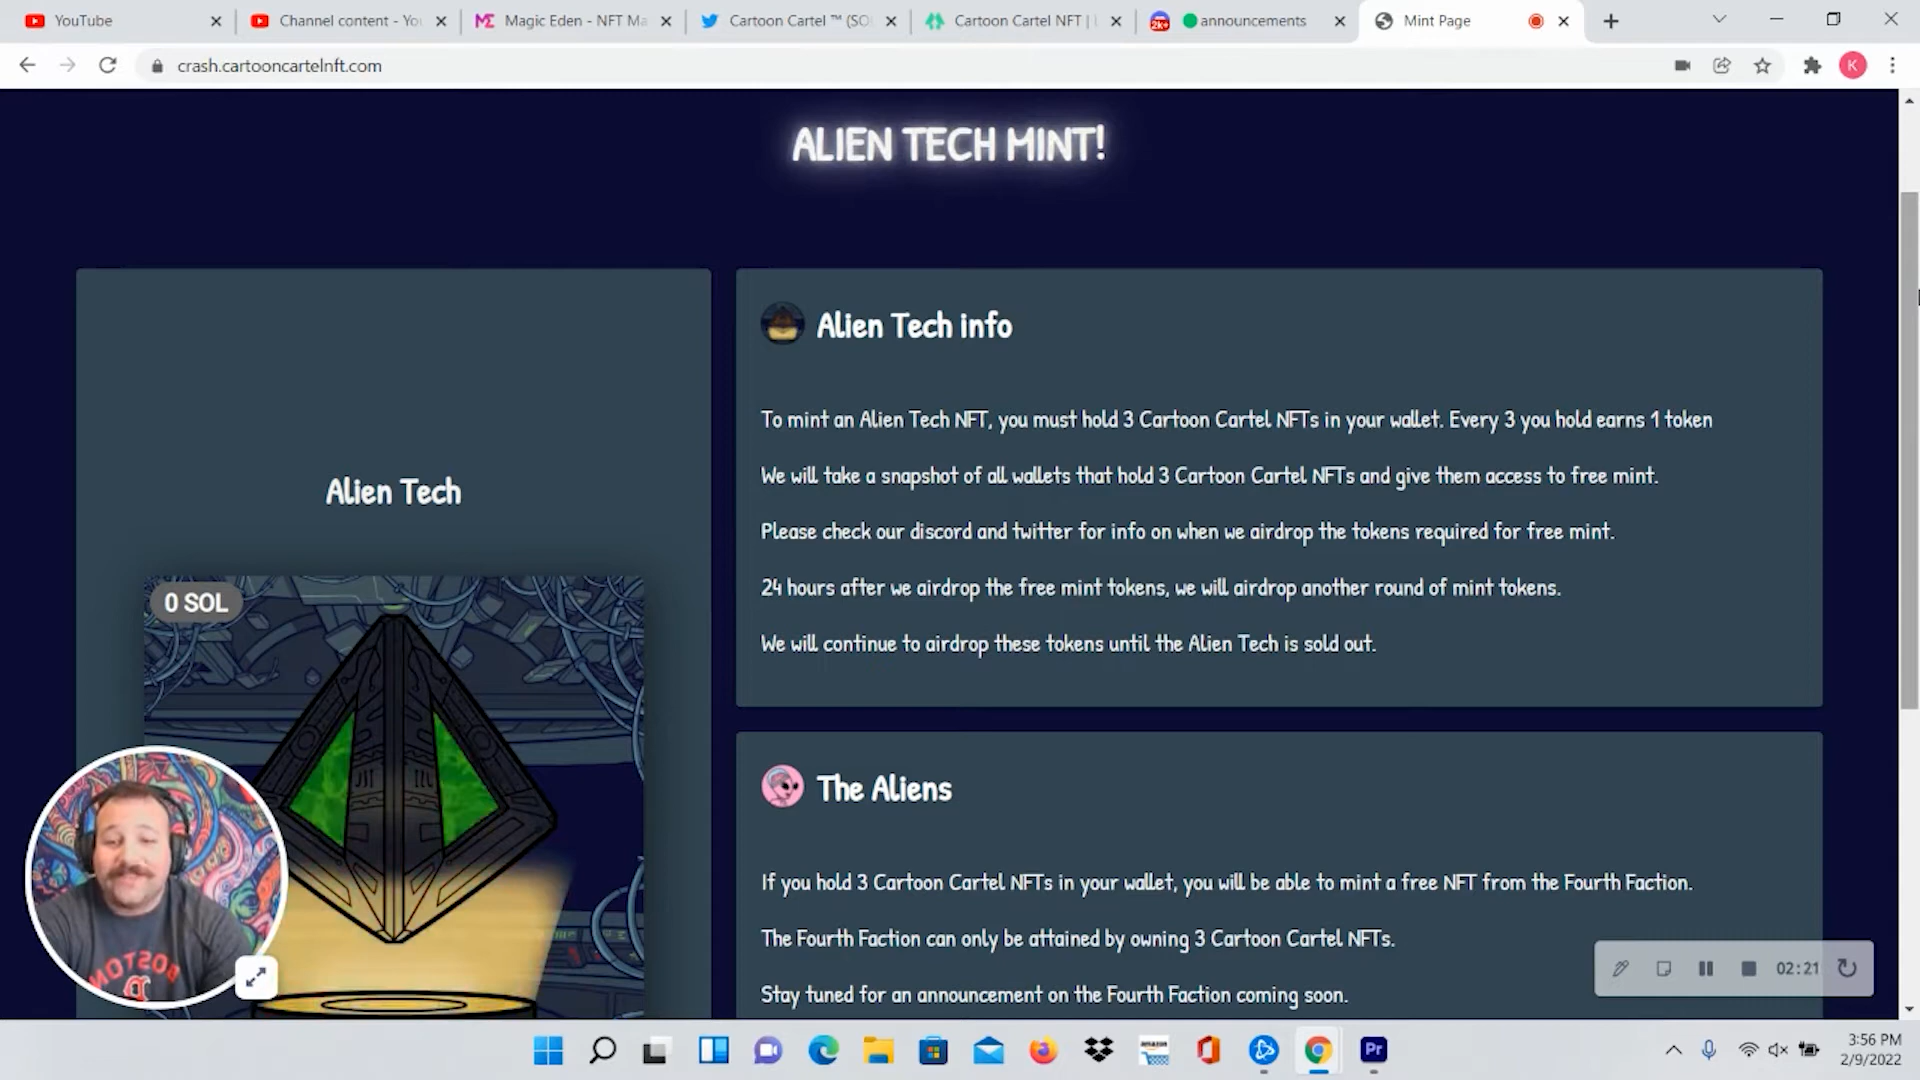 YouTube
Channel content - You
Magic Eden - NFT Ma
Cartoon Cartel ™ (SO
Cartoon Cartel NFT |
2k+
announcements
Mint Page
crash.cartooncartelnft.com
K
ALIEN TECH MINT!
Alien Tech
0 SOL
Alien Tech info
To mint an Alien Tech NFT, you must hold 3 Cartoon Cartel NFTs in your wallet. Every 3 you hold earns 1 token
We will take a snapshot of all wallets that hold 3 Cartoon Cartel NFTs and give them access to free mint.
Please check our discord and twitter for info on when we airdrop the tokens required for free mint.
24 hours after we airdrop the free mint tokens, we will airdrop another round of mint tokens.
We will continue to airdrop these tokens until the Alien Tech is sold out.
The Aliens
If you hold 3 Cartoon Cartel NFTs in your wallet, you will be able to mint a free NFT from the Fourth Faction.
The Fourth Faction can only be attained by owning 3 Cartoon Cartel NFTs.
Stay tuned for an announcement on the Fourth Faction coming soon.
BOSTON
B
02:21
amazon
Pr
3:56 PM
2/9/2022